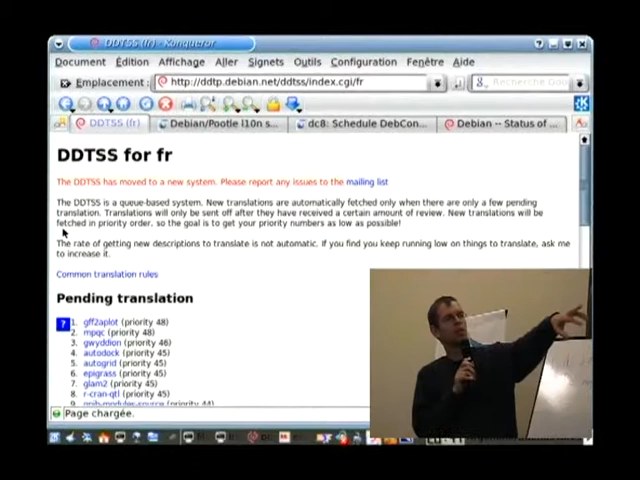 DDTSS (fr) - Konqueror
Document Édition Affichage Aller Signets Outils Configuration Fenêtre Aide
Emplacement : http://ddtp.debian.net/ddtss/index.cgi/fr
DDTSS (fr) Debian/Pootle l10n s... dc8: Schedule DebCon... Debian -- Status of ...
DDTSS for fr
The DDTSS has moved to a new system. Please report any issues to the mailing list
The DDTSS is a queue-based system. New translations are automatically fetched only when there are only a few pending
translation. Translations will only be sent off after they have received a certain amount of review. New translations will be
fetched in priority order, so the goal is to get your priority numbers as low as possible!
The rate of getting new descriptions to translate is not automatic. If you find you keep running low on things to translate, ask me
to increase it.
Common translation rules
Pending translation
1. gff2aplot (priority 48)
2. mpqc (priority 48)
3. gwyddion (priority 46)
4. autodock (priority 45)
5. autogrid (priority 45)
6. epigrass (priority 45)
7. glam2 (priority 45)
8. r-cran-qtl (priority 45)
Page chargée.